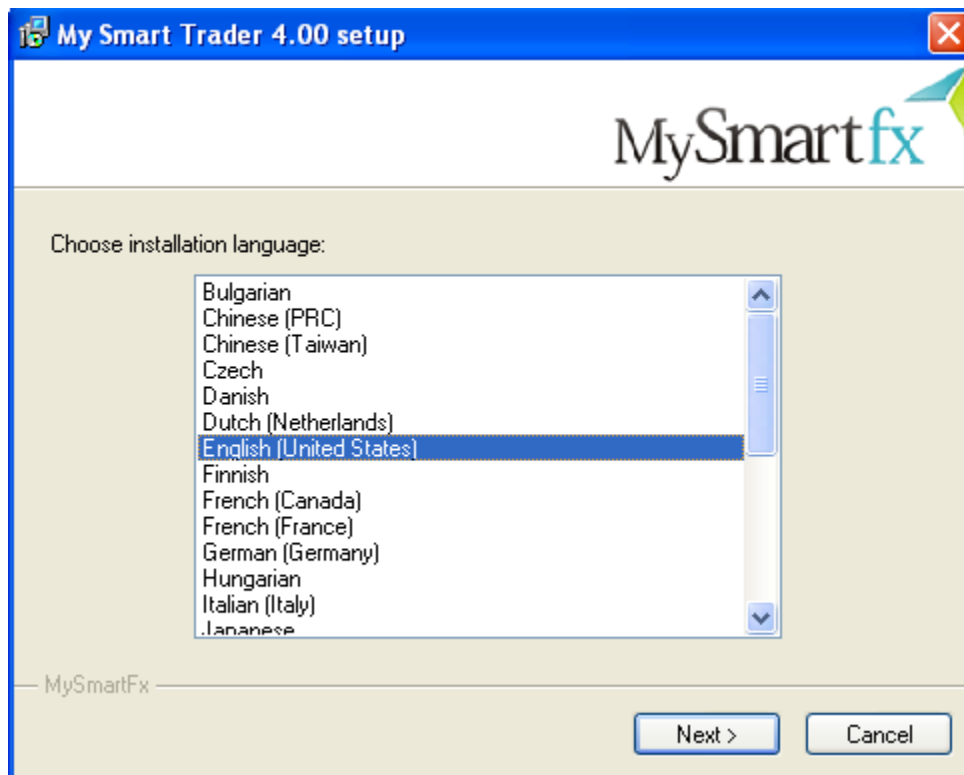 My Smart Trader 4.00 setup
MySmartfx
Choose installation language:
Bulgarian
Chinese (PRC)
Chinese (Taiwan)
Czech
Danish
Dutch (Netherlands)
English (United States)
Finnish
French (Canada)
French (France)
German (Germany)
Hungarian
Italian (Italy)
Japanese
MySmartFx
Next >
Cancel